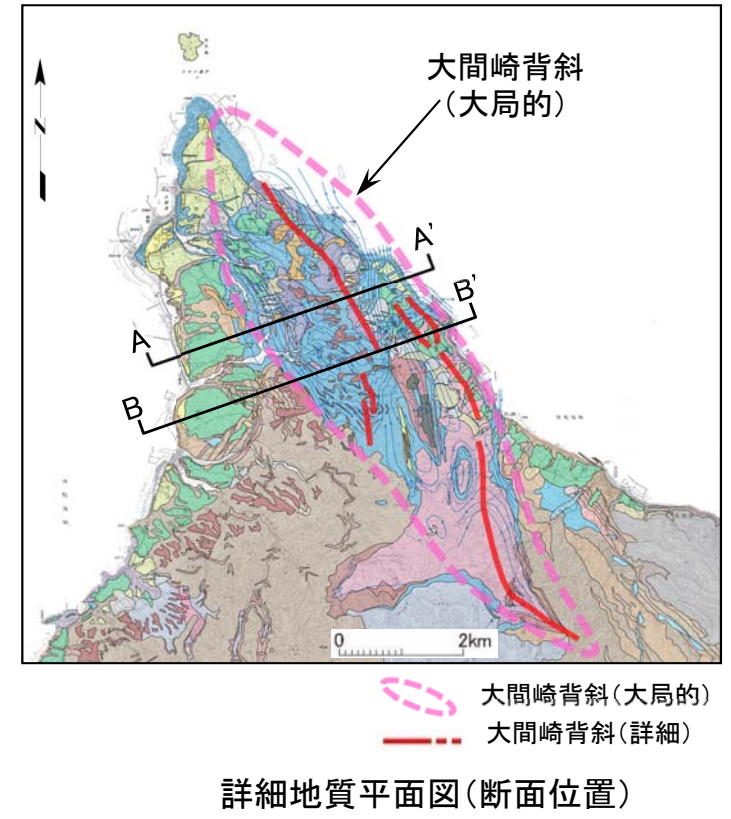 大間崎背斜
（大局的）
N
A'
B'
A
B
0 2km
大間崎背斜（大局的）
大間崎背斜（詳細）
詳細地質平面図（断面位置）